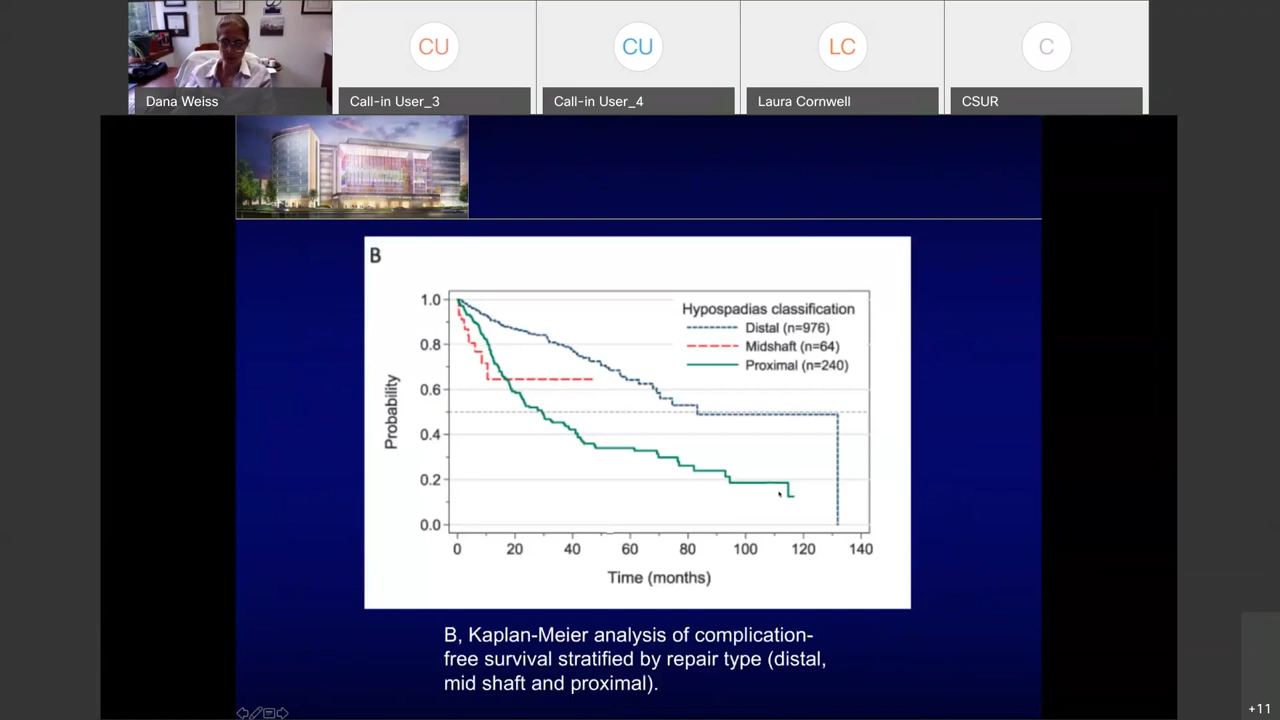 Dana Weiss
CU
Call-in User_3
CU
Call-in User_4
LC
Laura Cornwell
C
CSUR
B
Hypospadias classification
Distal (n=976)
Midshaft (n=64)
Proximal (n=240)
Probability
1.0
0.8
0.6
0.4
0.2
0.0
0 20 40 60 80 100 120 140
Time (months)
B, Kaplan-Meier analysis of complication-
free survival stratified by repair type (distal,
mid shaft and proximal).
+11